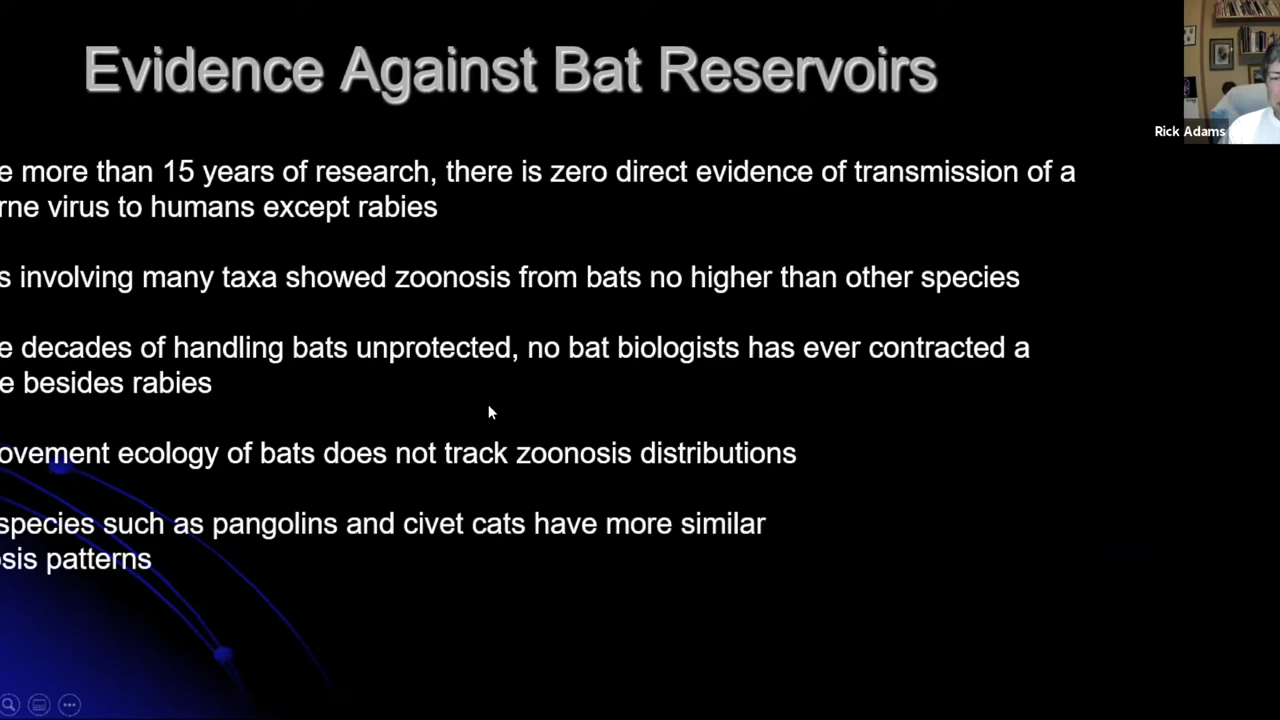 Evidence Against Bat Reservoirs
Rick Adams
e more than 15 years of research, there is zero direct evidence of transmission of a
rne virus to humans except rabies
s involving many taxa showed zoonosis from bats no higher than other species
e decades of handling bats unprotected, no bat biologists has ever contracted a
e besides rabies
ovement ecology of bats does not track zoonosis distributions
species such as pangolins and civet cats have more similar
sis patterns